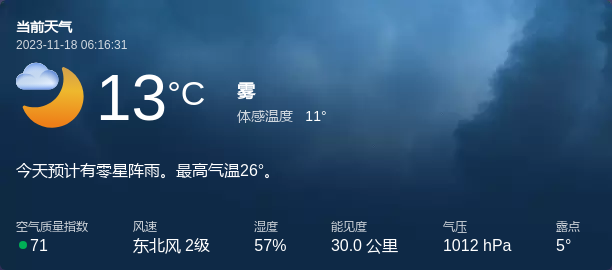 当前天气
2023-11-18 06:16:31
13°C
雾
体感温度 11°
今天预计有零星阵雨。最高气温26°。
空气质量指数 风速 湿度 能见度 气压 露点
71 东北风 2级 57% 30.0 公里 1012 hPa 5°